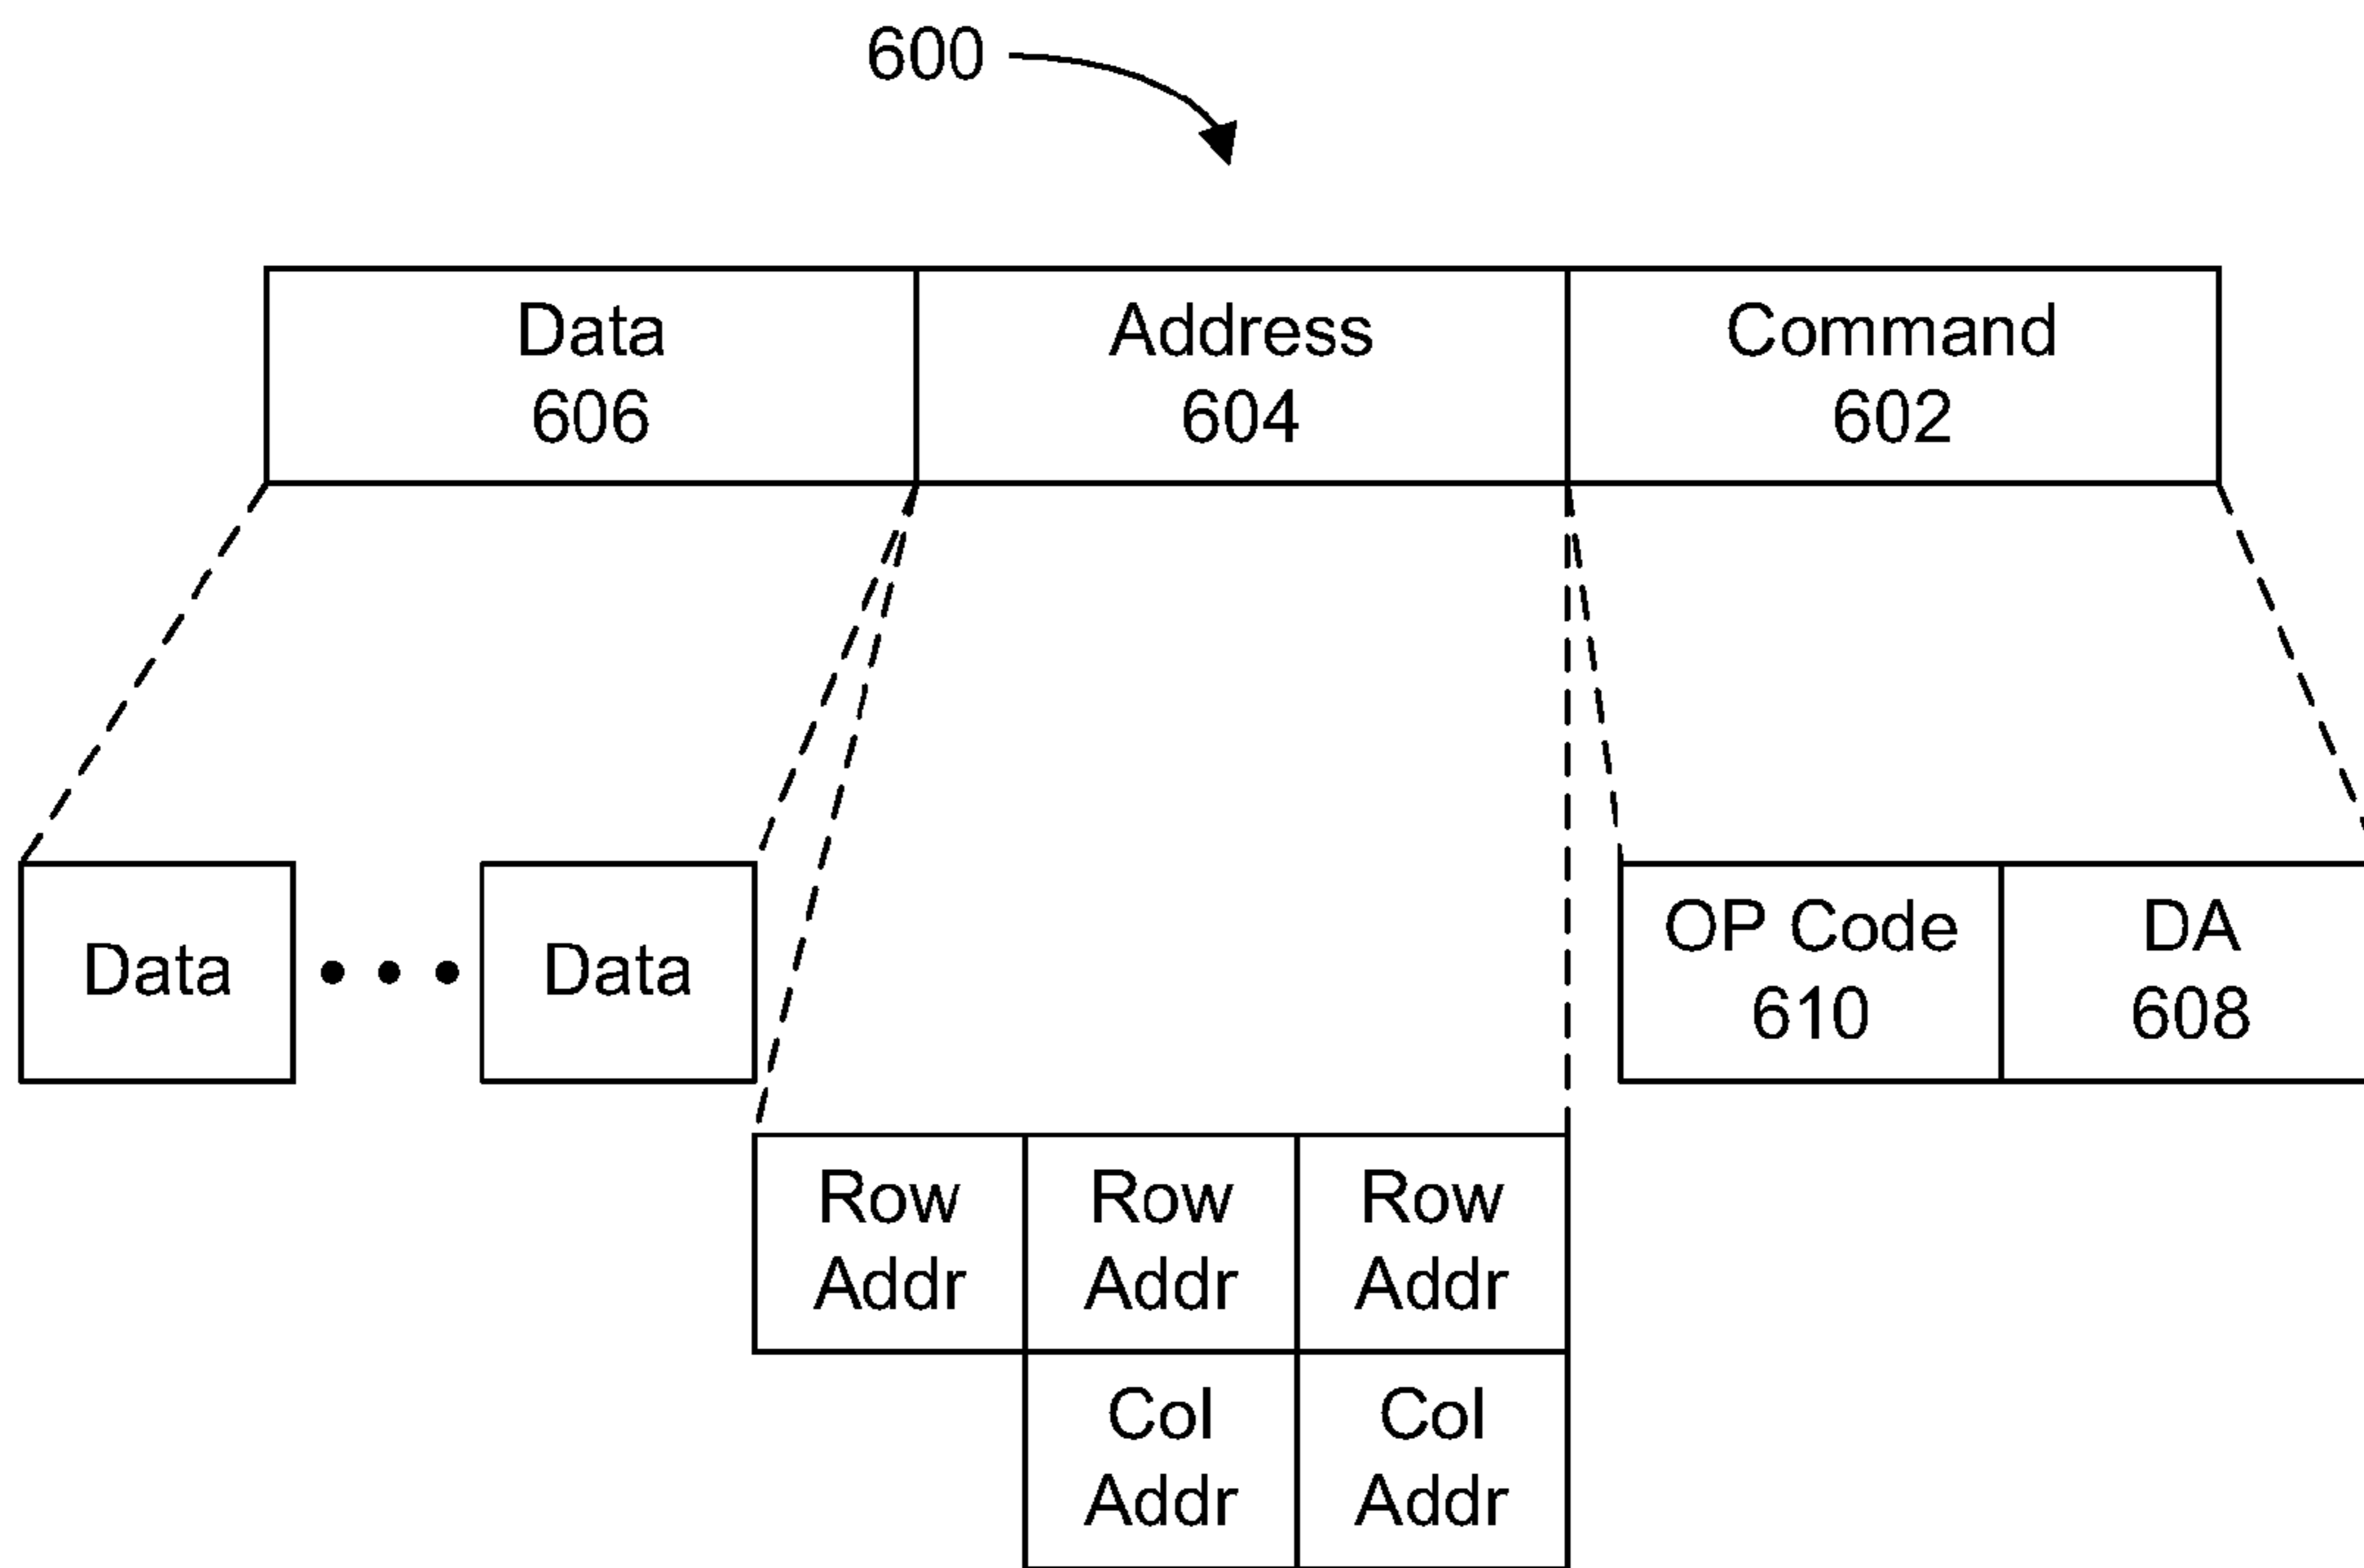 600
Data
606
Address
604
Command
602
Data
Data
OP Code
610
DA
608
Row
Addr
Row
Addr
Row
Addr
Col
Addr
Col
Addr